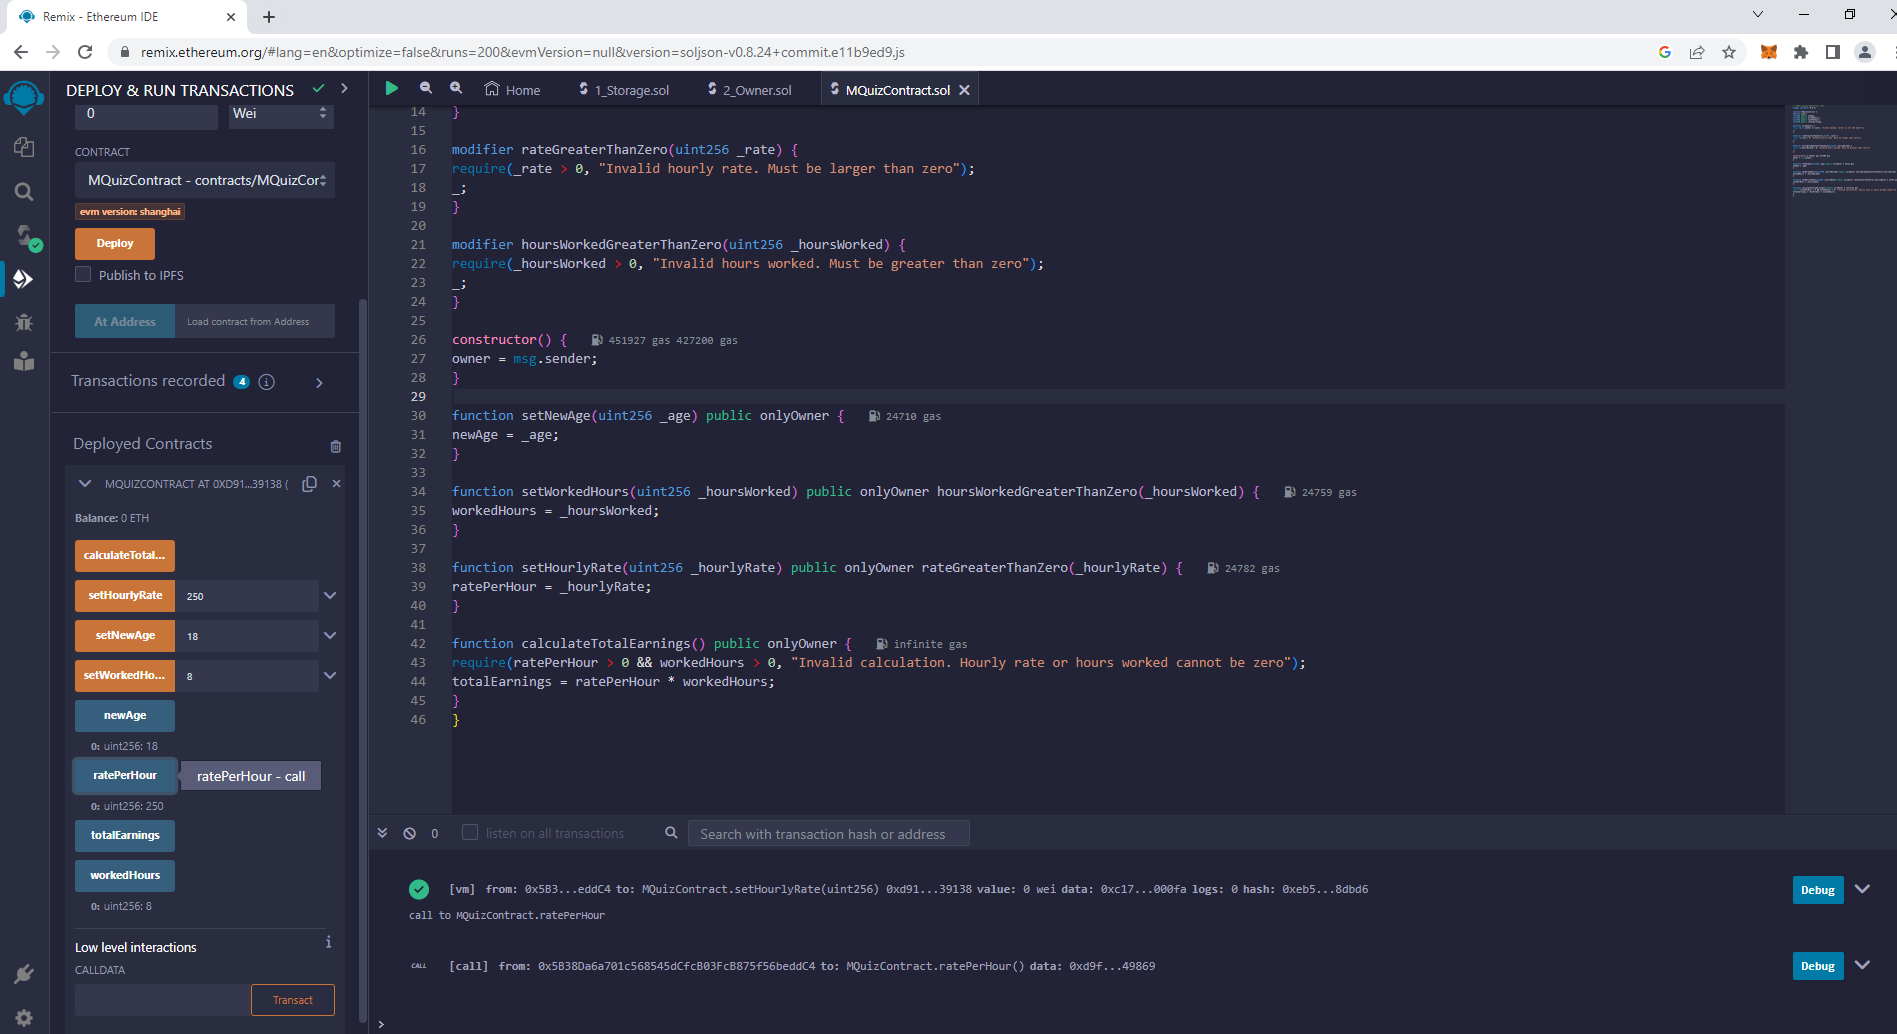 Remix - Ethereum IDE
remix.ethereum.org/#lang=en&optimize=false&runs=200&evmVersion=null&version=soljson-v0.8.24+commit.e11b9ed9.js
DEPLOY & RUN TRANSACTIONS
0
Wei
CONTRACT
MQuizContract - contracts/MQuizCor
evm version: shanghai
Deploy
Publish to IPFS
At Address
Load contract from Address
Transactions recorded 4
Deployed Contracts
MQUIZCONTRACT AT 0XD91...39138 (
Balance: 0 ETH
calculateTotal...
setHourlyRate
250
setNewAge
18
setWorkedHo...
8
newAge
0: uint256: 18
ratePerHour
ratePerHour - call
0: uint256: 250
totalEarnings
workedHours
0: uint256: 8
Low level interactions
CALLDATA
Transact
Home
1_Storage.sol
2_Owner.sol
MQuizContract.sol
14 }
15
16 modifier rateGreaterThanZero(uint256 _rate) {
17 require(_rate > 0, "Invalid hourly rate. Must be larger than zero");
18 _;
19 }
20
21 modifier hoursWorkedGreaterThanZero(uint256 _hoursWorked) {
22 require(_hoursWorked > 0, "Invalid hours worked. Must be greater than zero");
23 _;
24 }
25
26 constructor() { 451927 gas 427200 gas
27 owner = msg.sender;
28 }
29
30 function setNewAge(uint256 _age) public onlyOwner { 24710 gas
31 newAge = _age;
32 }
33
34 function setWorkedHours(uint256 _hoursWorked) public onlyOwner hoursWorkedGreaterThanZero(_hoursWorked) { 24759 gas
35 workedHours = _hoursWorked;
36 }
37
38 function setHourlyRate(uint256 _hourlyRate) public onlyOwner rateGreaterThanZero(_hourlyRate) { 24782 gas
39 ratePerHour = _hourlyRate;
40 }
41
42 function calculateTotalEarnings() public onlyOwner { infinite gas
43 require(ratePerHour > 0 && workedHours > 0, "Invalid calculation. Hourly rate or hours worked cannot be zero");
44 totalEarnings = ratePerHour * workedHours;
45 }
46 }
0
listen on all transactions
Search with transaction hash or address
[vm] from: 0x5B3...eddC4 to: MQuizContract.setHourlyRate(uint256) 0xd91...39138 value: 0 wei data: 0xc17...000fa logs: 0 hash: 0xeb5...8dbd6
Debug
call to MQuizContract.ratePerHour
CALL
[call] from: 0x5B38Da6a701c568545dCfcB03FcB875f56beddC4 to: MQuizContract.ratePerHour() data: 0xd9f...49869
Debug
>